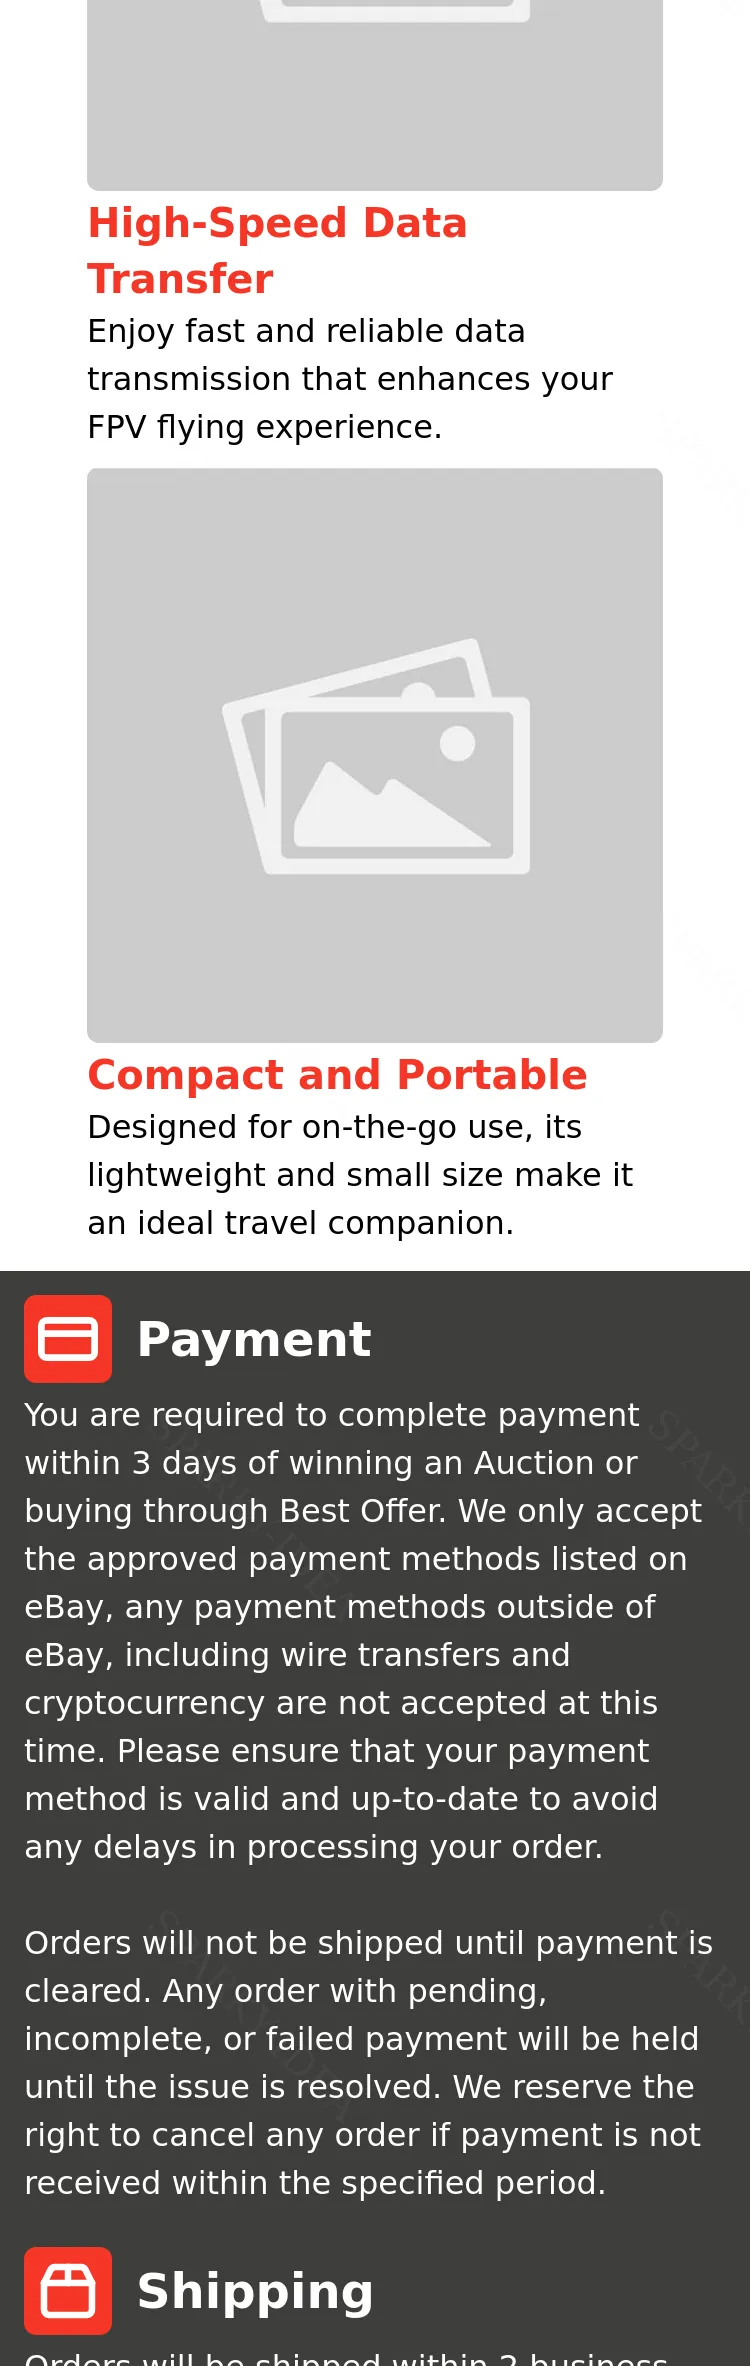 High-Speed Data
Transfer
Enjoy fast and reliable data
transmission that enhances your
FPV flying experience.
Compact and Portable
Designed for on-the-go use, its
lightweight and small size make it
an ideal travel companion.
Payment
You are required to complete payment
within 3 days of winning an Auction or
buying through Best Offer. We only accept
the approved payment methods listed on
eBay, any payment methods outside of
eBay, including wire transfers and
cryptocurrency are not accepted at this
time. Please ensure that your payment
method is valid and up-to-date to avoid
any delays in processing your order.
Orders will not be shipped until payment is
cleared. Any order with pending,
incomplete, or failed payment will be held
until the issue is resolved. We reserve the
right to cancel any order if payment is not
received within the specified period.
Shipping
Orders will be shipped within 2 business